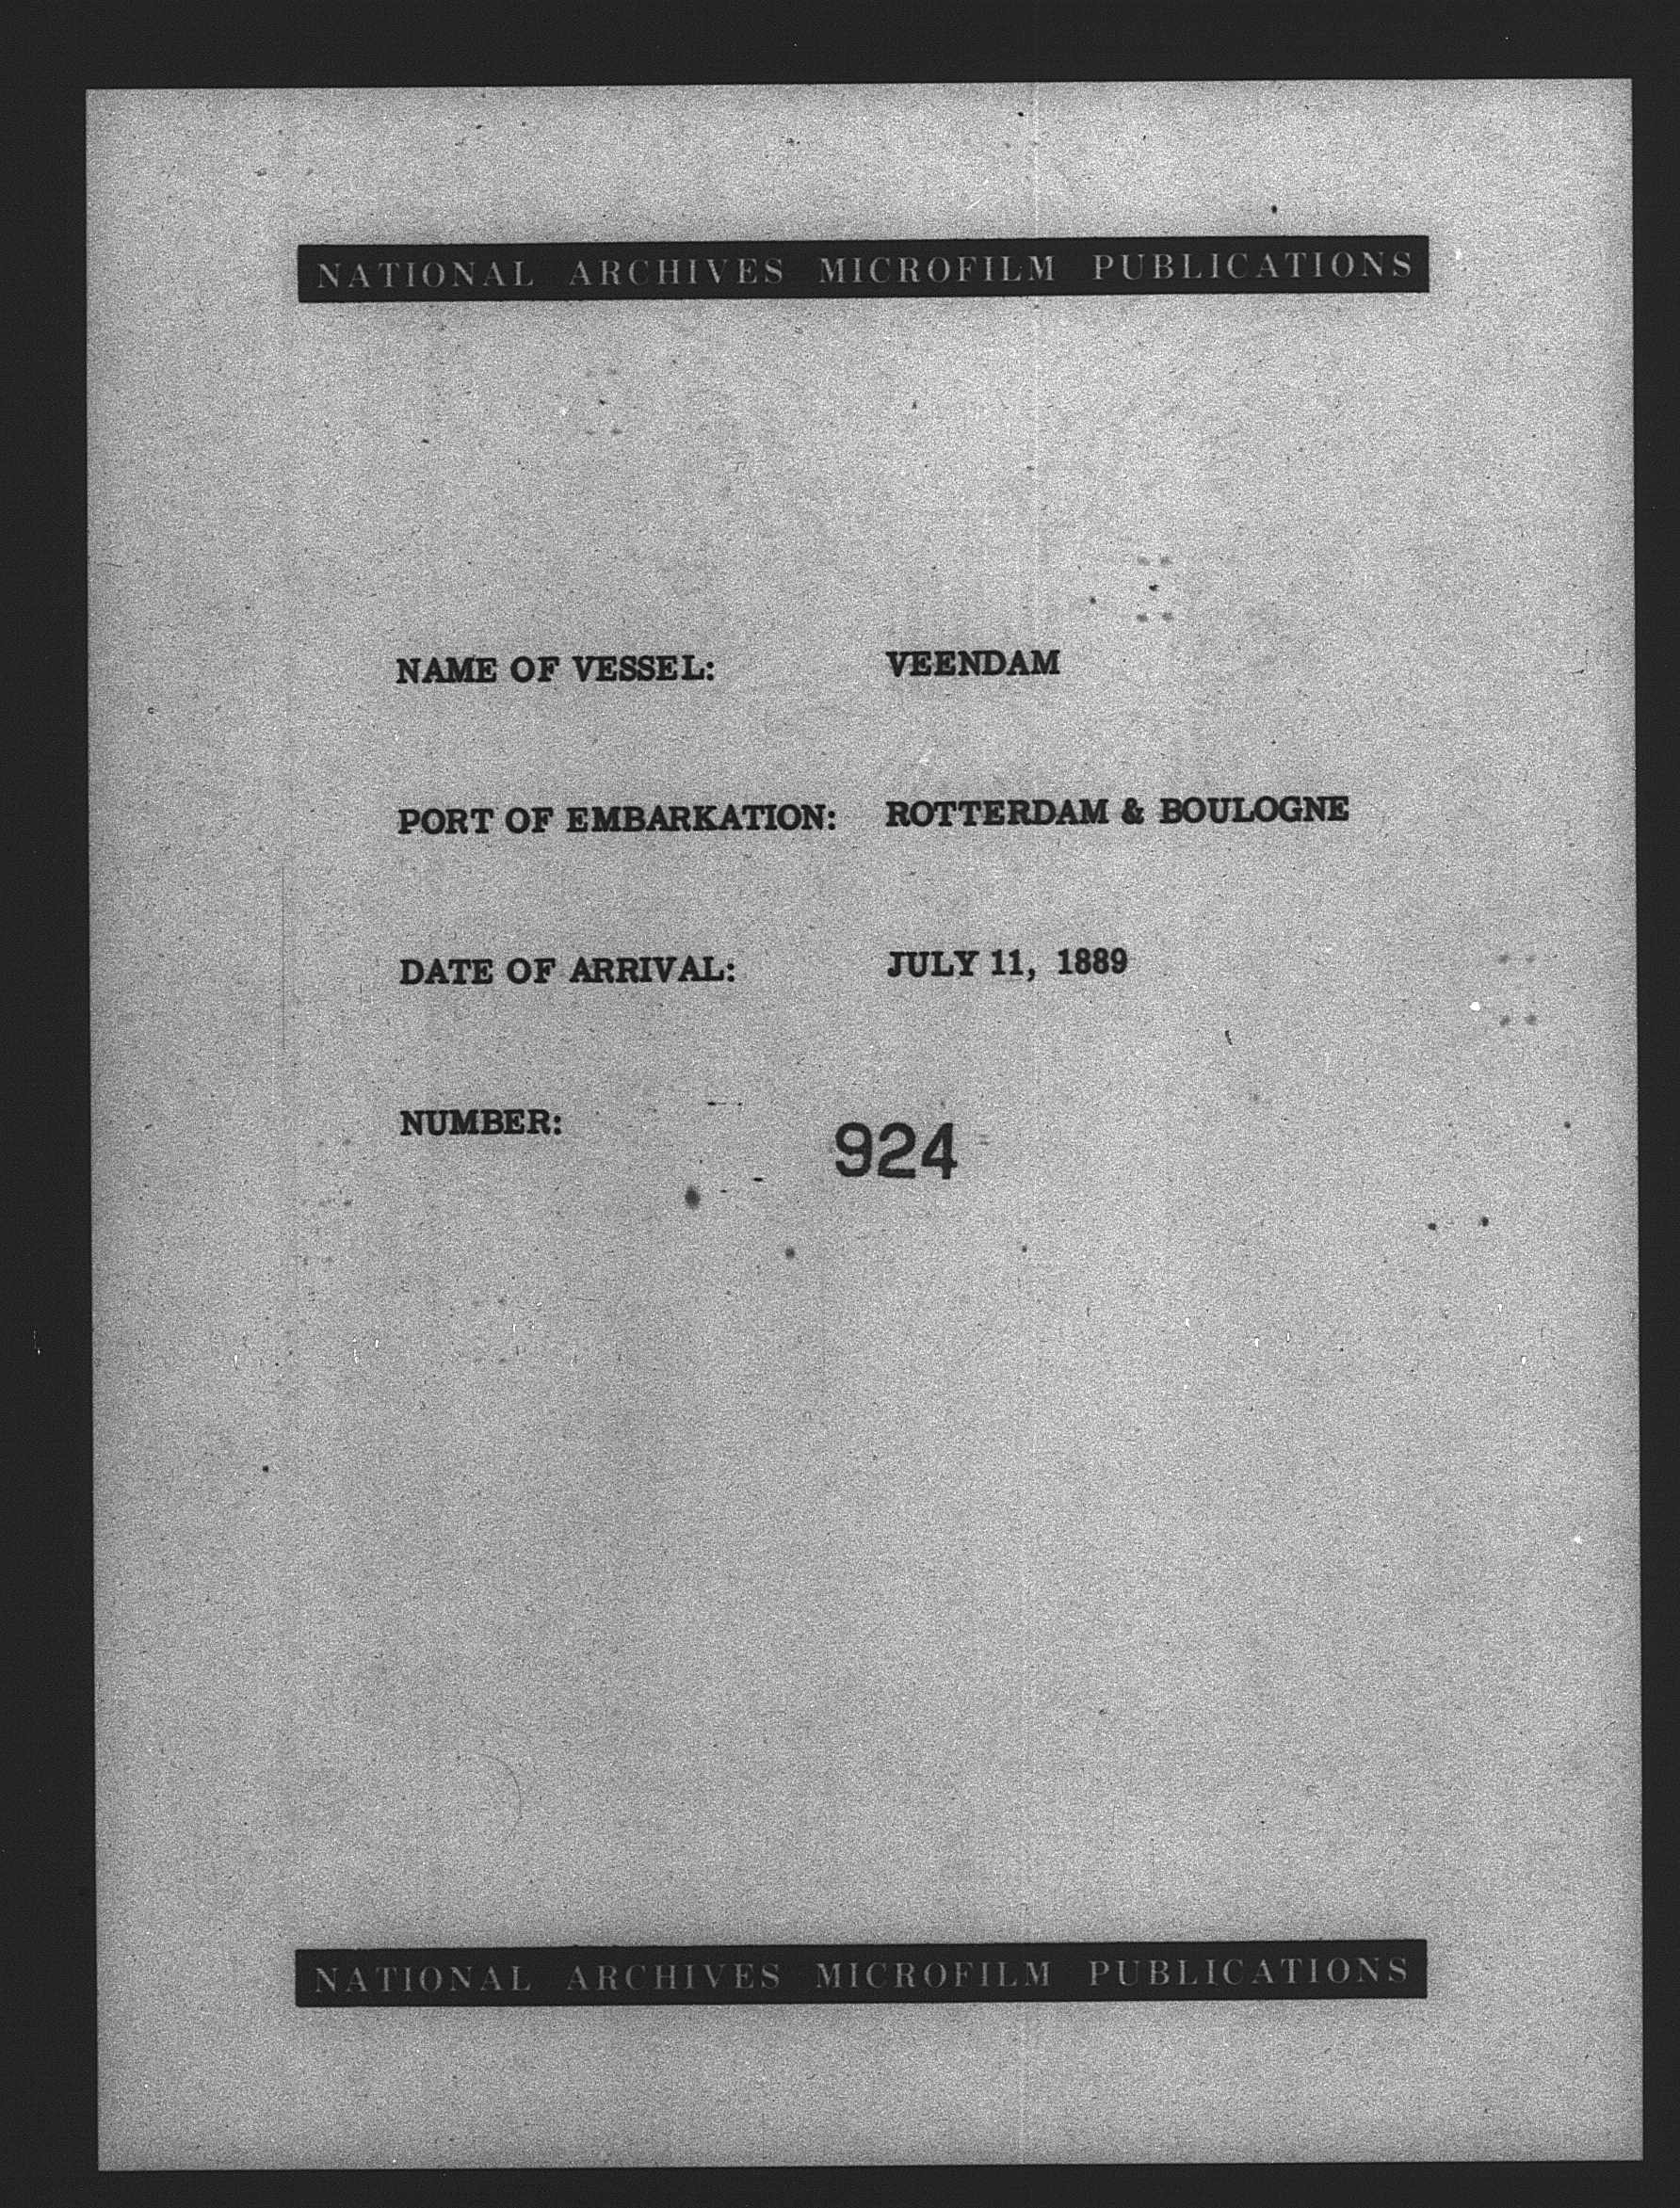 NATIONAL ARCHIVES MICROFILM PUBLICATIONS
NAME OF VESSEL: VEENDAM
PORT OF EMBARKATION: ROTTERDAM & BOULOGNE
DATE OF ARRIVAL: JULY 11, 1889
NUMBER: 924
NATIONAL ARCHIVES MICROFILM PUBLICATIONS